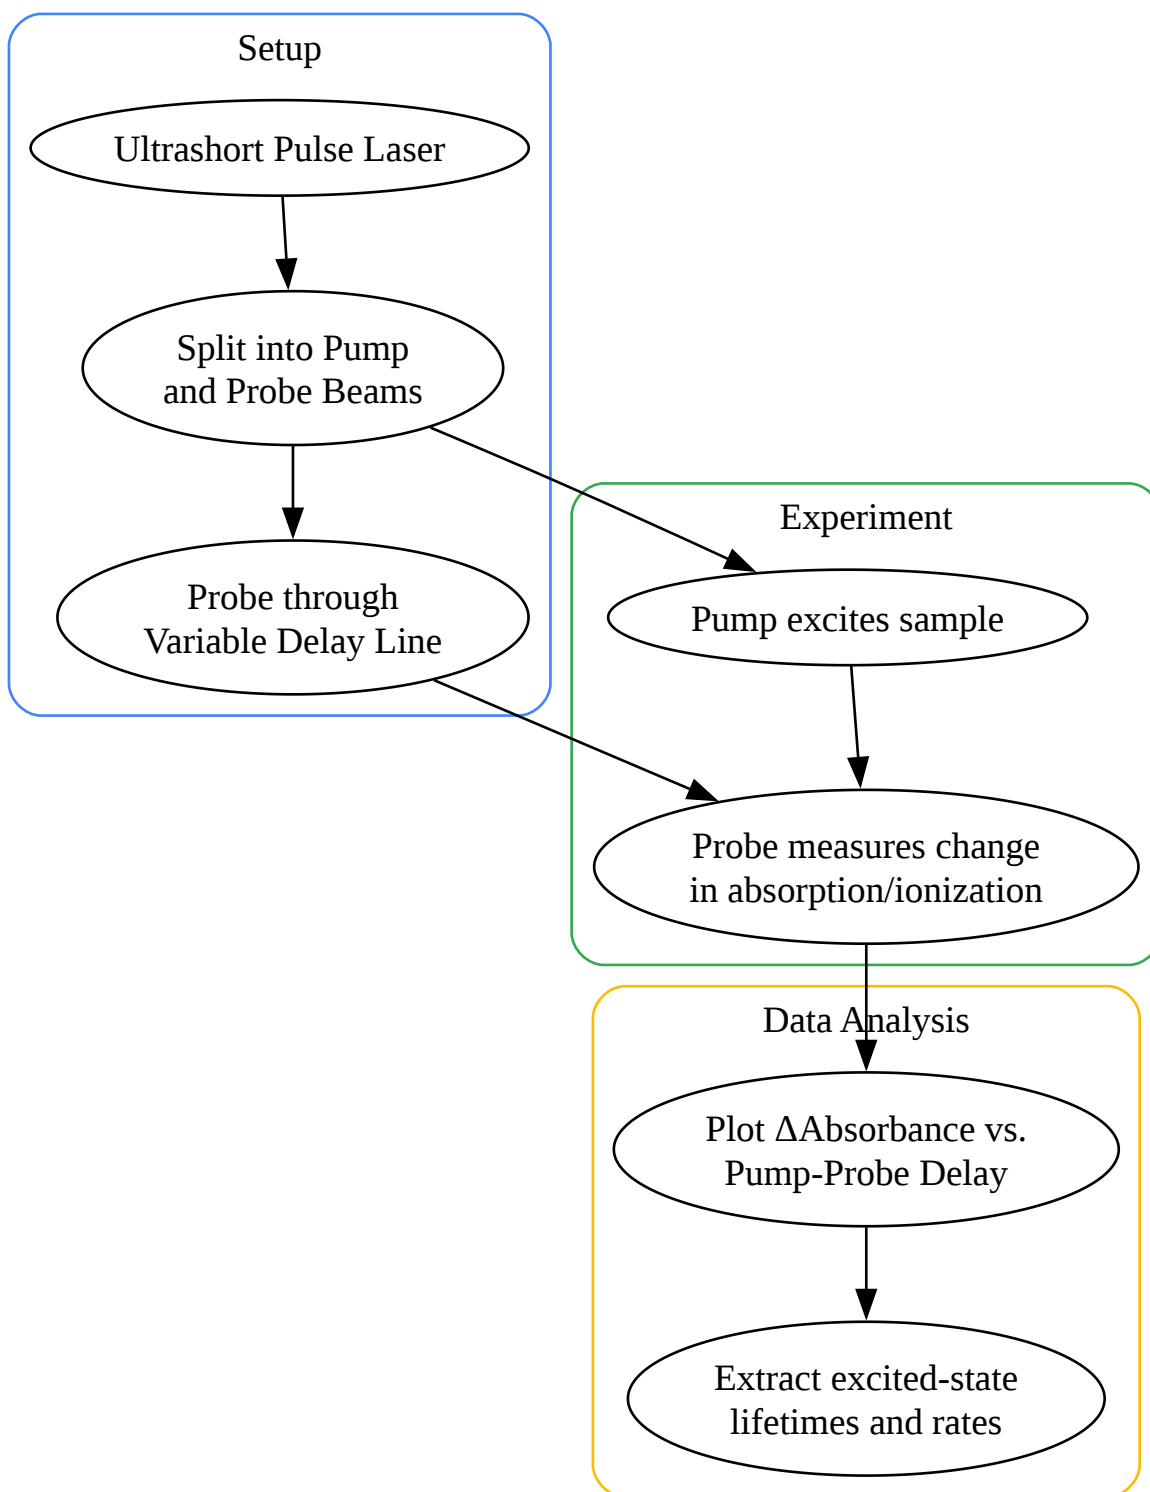 Setup
Ultrashort Pulse Laser
Split into Pump
and Probe Beams
Probe through
Variable Delay Line
Experiment
Pump excites sample
Probe measures change
in absorption/ionization
Data Analysis
Plot ΔAbsorbance vs.
Pump-Probe Delay
Extract excited-state
lifetimes and rates